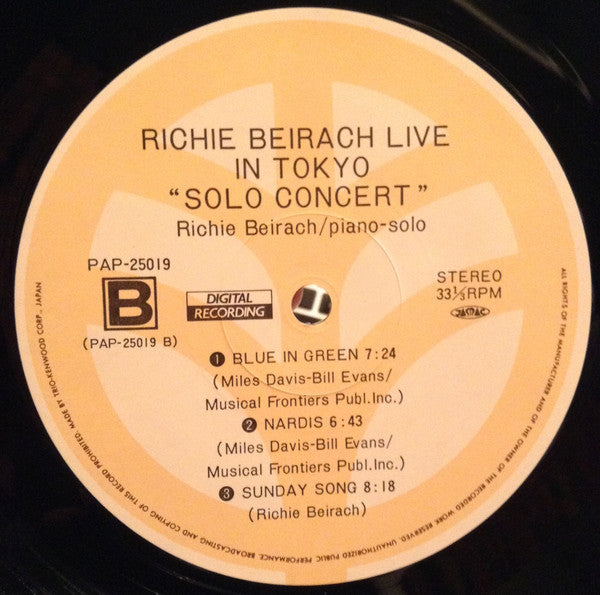 RICHIE BEIRACH LIVE
IN TOKYO
“SOLO CONCERT”
Richie Beirach/piano-solo
PAP-25019
B
(PAP-25019 B)
DIGITAL
RECORDING
STEREO
33⅓RPM
JASRAC
❶ BLUE IN GREEN 7:24
(Miles Davis-Bill Evans/
Musical Frontiers Publ.Inc.)
❷ NARDIS 6:43
(Miles Davis-Bill Evans/
Musical Frontiers Publ.Inc.)
❸ SUNDAY SONG 8:18
(Richie Beirach)
ALL RIGHTS OF THE MANUFACTURER AND OF THE OWNER OF THE RECORDED WORK RESERVED. UNAUTHORIZED PUBLIC PERFORMANCE, BROADCASTING AND COPYING OF THIS RECORD PROHIBITED. MADE BY TRIO-KENWOOD CORP., JAPAN